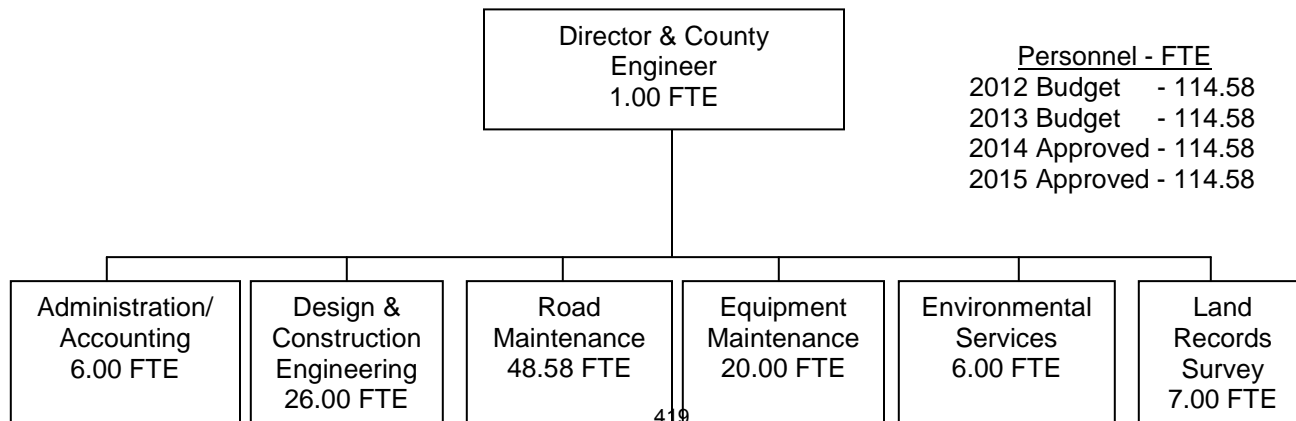 Director & County
Engineer
1.00 FTE
Personnel - FTE
2012 Budget - 114.58
2013 Budget - 114.58
2014 Approved - 114.58
2015 Approved - 114.58
Administration/
Accounting
6.00 FTE
Design &
Construction
Engineering
26.00 FTE
Road
Maintenance
48.58 FTE
Equipment
Maintenance
20.00 FTE
Environmental
Services
6.00 FTE
Land
Records
Survey
7.00 FTE
419